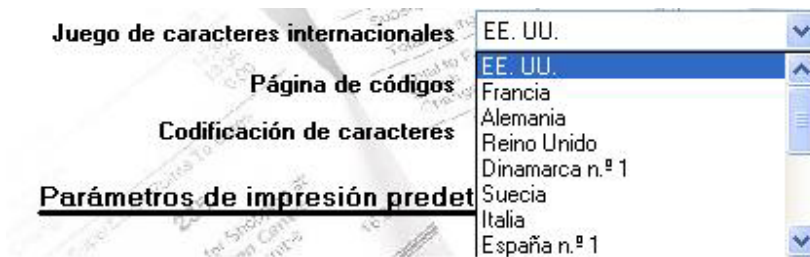 Juego de caracteres internacionales
EE. UU.
EE. UU.
Página de códigos
Francia
Alemania
Codificación de caracteres
Reino Unido
Dinamarca n.º 1
Parámetros de impresión predet
Suecia
Italia
España n.º 1